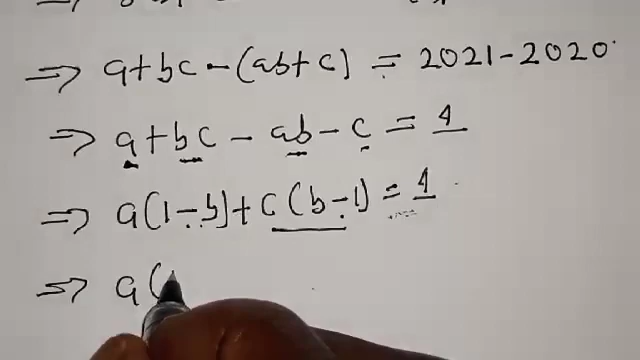 ⇒ a+bc-(ab+c) = 2021-2020
⇒ a+bc-ab-c = 1
⇒ a(1-b)+c(b-1) = 1
⇒ a(